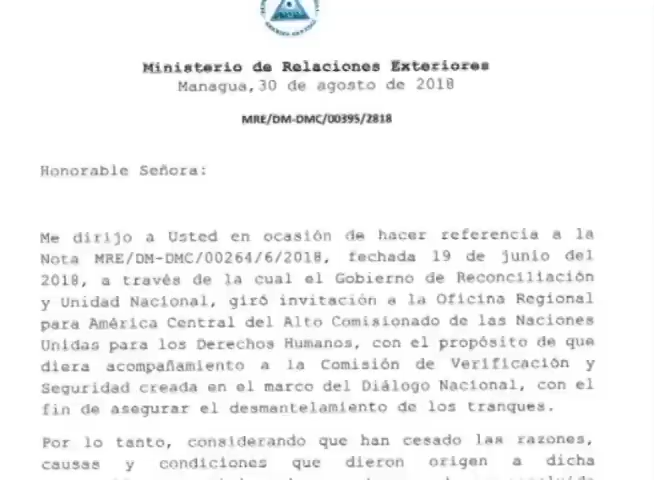 Ministerio de Relaciones Exteriores
Managua, 30 de agosto de 2018
MRE/DM-DMC/00395/2818
Honorable Señora:
Me dirijo a Usted en ocasión de hacer referencia a la
Nota MRE/DM-DMC/00264/6/2018, fechada 19 de junio del
2018, a través de la cual el Gobierno de Reconciliación
y Unidad Nacional, giró invitación a la Oficina Regional
para América Central del Alto Comisionado de las Naciones
Unidas para los Derechos Humanos, con el propósito de que
diera acompañamiento a la Comisión de Verificación y
Seguridad creada en el marco del Diálogo Nacional, con el
fin de asegurar el desmantelamiento de los tranques.
Por lo tanto, considerando que han cesado las razones,
causas y condiciones que dieron origen a dicha